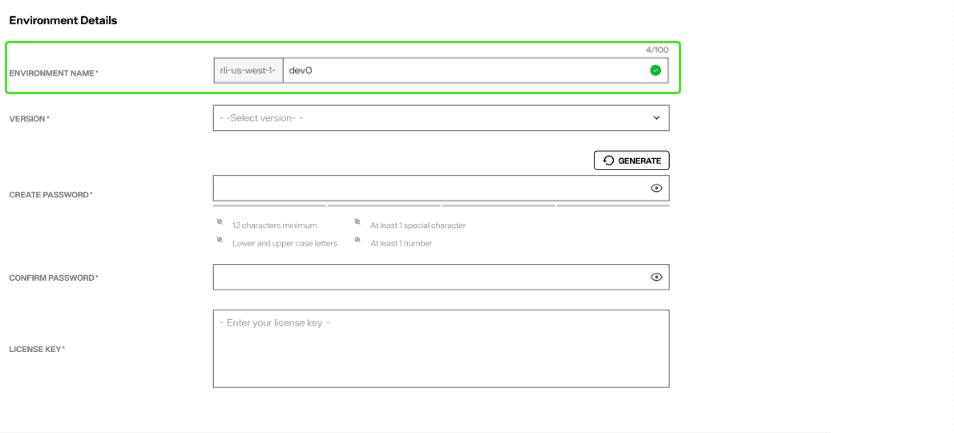 Environment Details
4/100
ENVIRONMENT NAME*
rli-us-west-1- dev0
VERSION*
- -Select version- -
GENERATE
CREATE PASSWORD*
12 characters minimum At least 1 special character
Lower and upper case letters At least 1 number
CONFIRM PASSWORD*
- Enter your license key -
LICENSE KEY*